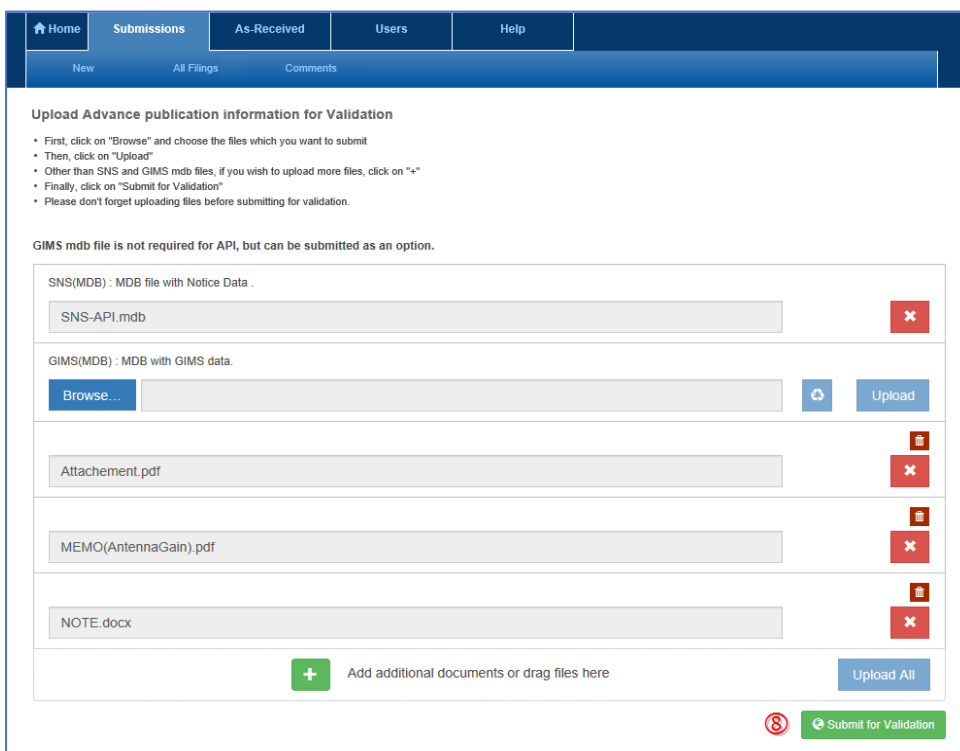 Home Submissions As-Received Users Help
New All Filings Comments
Upload Advance publication information for Validation
• First, click on "Browse" and choose the files which you want to submit
• Then, click on "Upload"
• Other than SNS and GIMS mdb files, if you wish to upload more files, click on "+"
• Finally, click on "Submit for Validation"
• Please don't forget uploading files before submitting for validation.
GIMS mdb file is not required for API, but can be submitted as an option.
SNS(MDB) : MDB file with Notice Data .
SNS-API.mdb
GIMS(MDB) : MDB with GIMS data.
Browse... Upload
Attachement.pdf
MEMO(AntennaGain).pdf
NOTE.docx
+ Add additional documents or drag files here Upload All
⑧ Submit for Validation